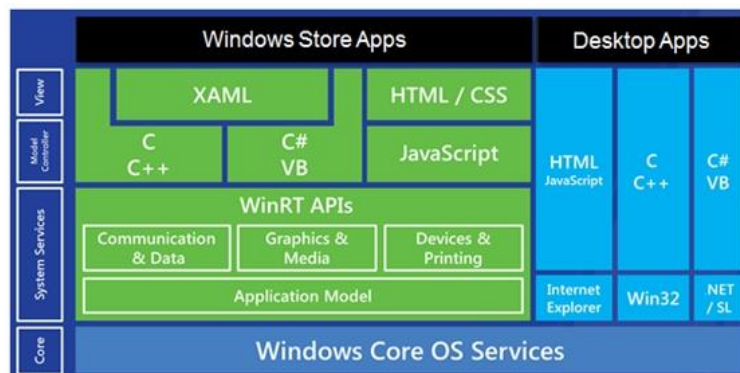 Windows Store Apps
Desktop Apps
View
XAML
HTML / CSS
Model
Controller
C
C++
C#
VB
JavaScript
HTML
JavaScript
C
C++
C#
VB
System Services
WinRT APIs
Communication
& Data
Graphics &
Media
Devices &
Printing
Application Model
Internet
Explorer
Win32
NET
/ SL
Core
Windows Core OS Services